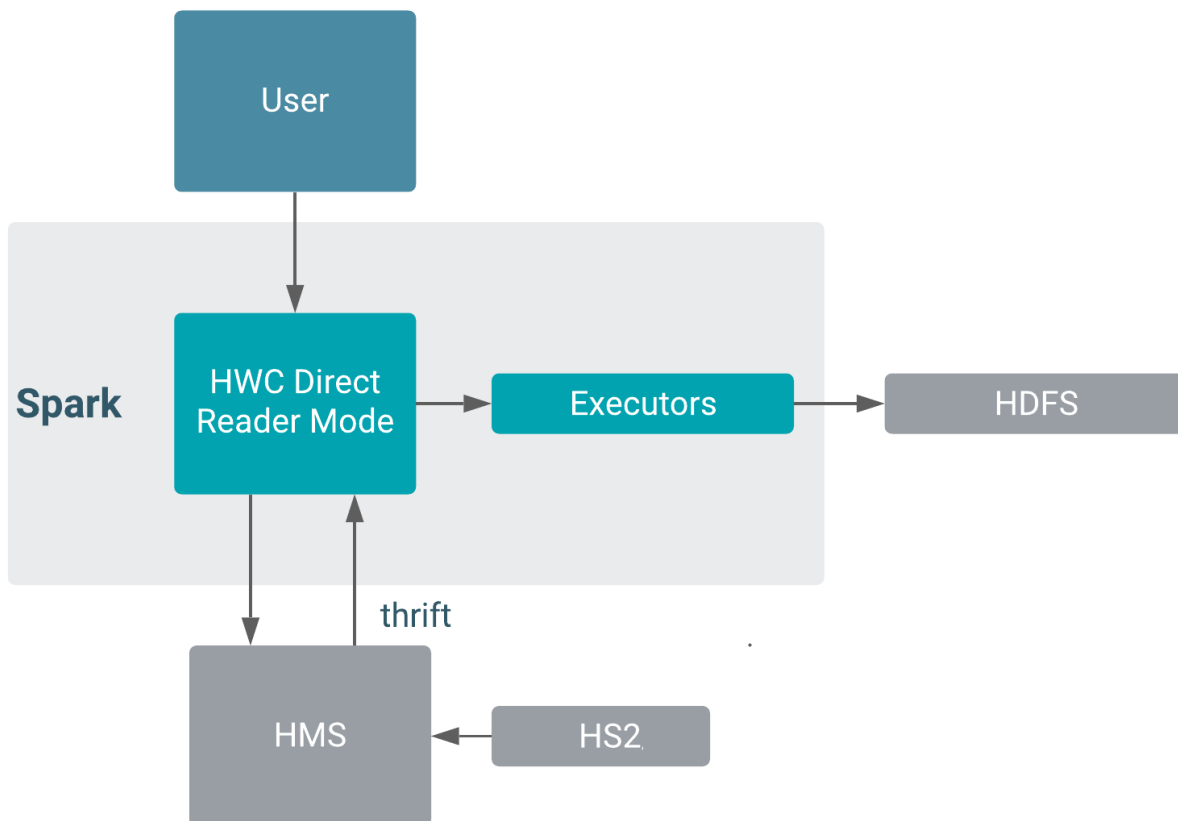 User
HWC Direct
Reader Mode
Spark
Executors
HDFS
thrift
HMS
HS2